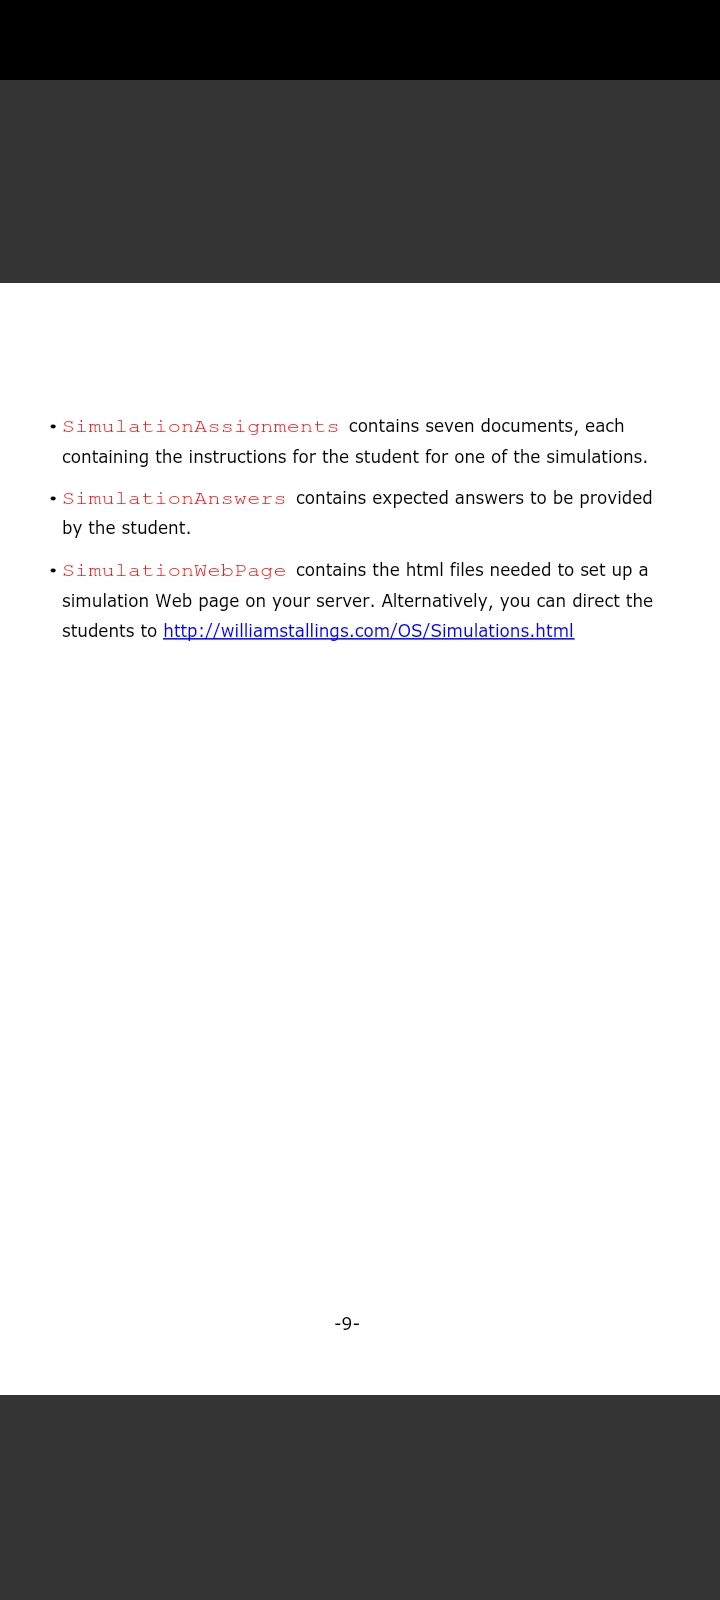 • SimulationAssignments contains seven documents, each
containing the instructions for the student for one of the simulations.
• SimulationAnswers contains expected answers to be provided
by the student.
• SimulationWebPage contains the html files needed to set up a
simulation Web page on your server. Alternatively, you can direct the
students to http://williamstallings.com/OS/Simulations.html
-9-